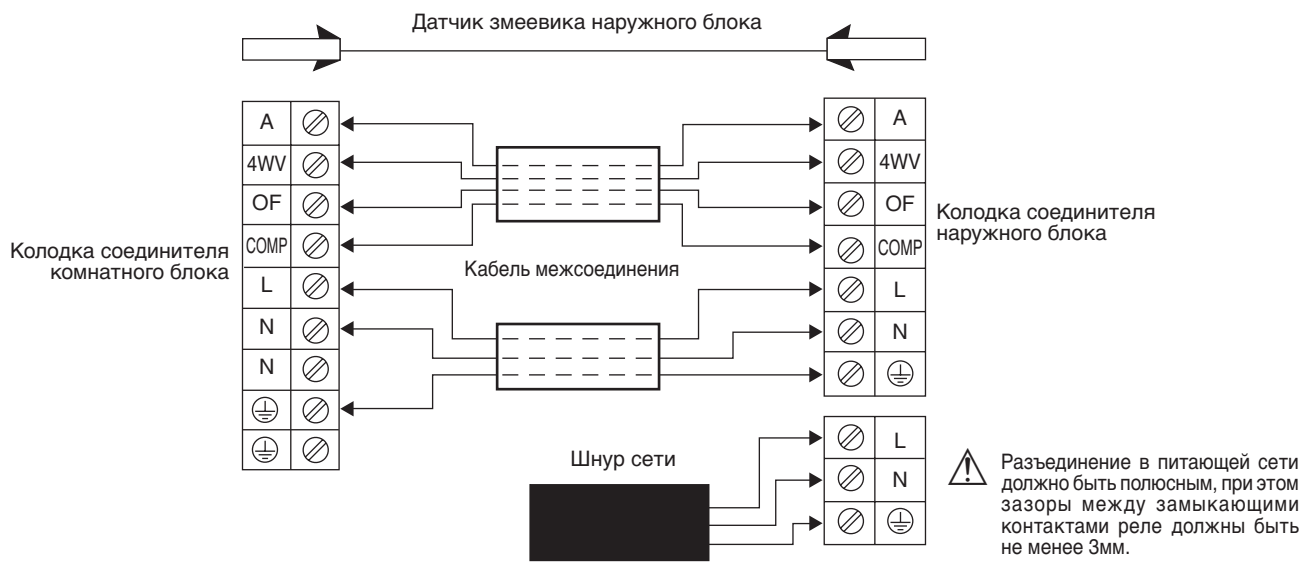 Датчик змеевика наружного блока
A
4WV
OF
COMP
L
N
N
Колодка соединителя
комнатного блока
Кабель межсоединения
A
4WV
OF
COMP
L
N
Колодка соединителя
наружного блока
Шнур сети
L
N
Разъединение в питающей сети
должно быть полюсным, при этом
зазоры между замыкающими
контактами реле должны быть
не менее 3мм.